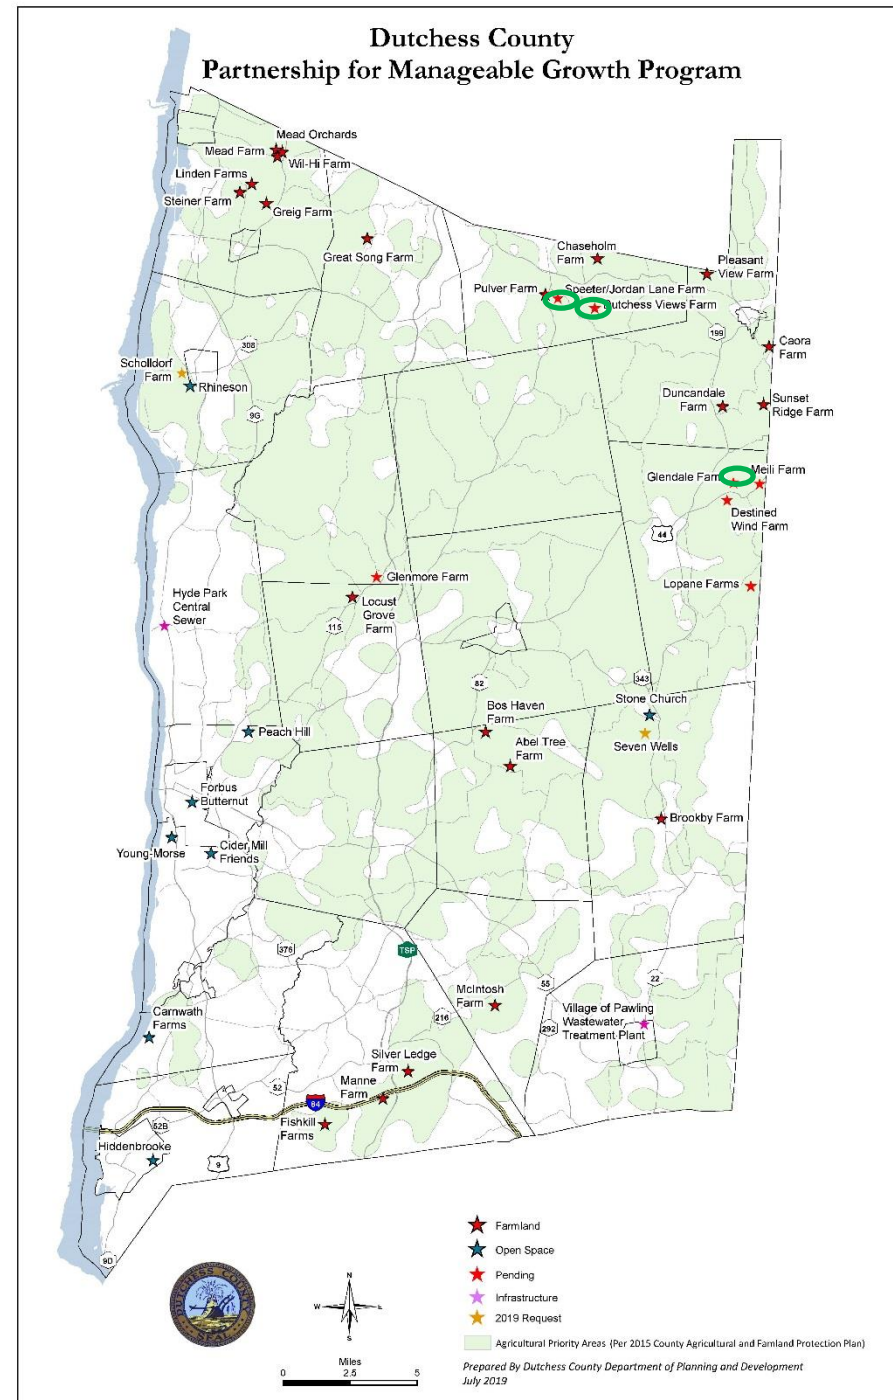 Dutchess County
Partnership for Manageable Growth Program
Mead Orchards
Mead Farm
Wil-Hi Farm
Linden Farms
Steiner Farm
Greig Farm
Great Song Farm
Chaseholm
Farm
Pleasant
View Farm
Pulver Farm
Speeter/Jordan Lane Farm
Dutchess Views Farm
199
Caora
Farm
308
Scholldorf
Farm
Rhineson
9G
Duncandale
Farm
Sunset
Ridge Farm
Glendale Farm
Meili Farm
Destined
Wind Farm
44
Glenmore Farm
Lopane Farms
Hyde Park
Central
Sewer
Locust
Grove
Farm
115
82
343
Stone Church
Bos Haven
Farm
Peach Hill
Seven Wells
Abel Tree
Farm
Forbus
Butternut
Brookby Farm
Young-Morse
Cider Mill
Friends
376
TSP
55
22
McIntosh
Farm
216
292
Village of Pawling
Wastewater
Treatment Plant
Carnwath
Farms
Silver Ledge
Farm
52
Manne
Farm
84
52B
Fishkill
Farms
Hiddenbrooke
9
9D
Farmland
Open Space
Pending
Infrastructure
2019 Request
Agricultural Priority Areas (Per 2015 County Agricultural and Farmland Protection Plan)
DUTCHESS COUNTY
SEAL
N
W
E
S
Miles
0 2.5 5
Prepared By Dutchess County Department of Planning and Development
July 2019